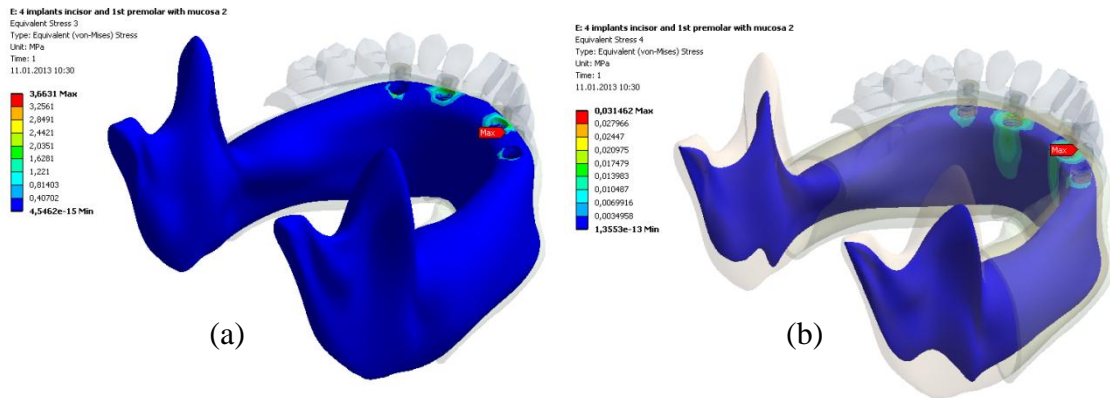 E: 4 implants incisor and 1st premolar with mucosa 2
Equivalent Stress 3
Type: Equivalent (von-Mises) Stress
Unit: MPa
Time: 1
11.01.2013 10:30
3,6631 Max
3,2561
2,8491
2,4421
2,0351
1,6281
1,221
0,81403
0,40702
4,5462e-15 Min
Max
(a)
E: 4 implants incisor and 1st premolar with mucosa 2
Equivalent Stress 4
Type: Equivalent (von-Mises) Stress
Unit: MPa
Time: 1
11.01.2013 10:30
0,031462 Max
0,027966
0,02447
0,020975
0,017479
0,013983
0,010487
0,0069916
0,0034958
1,3553e-13 Min
Max
(b)